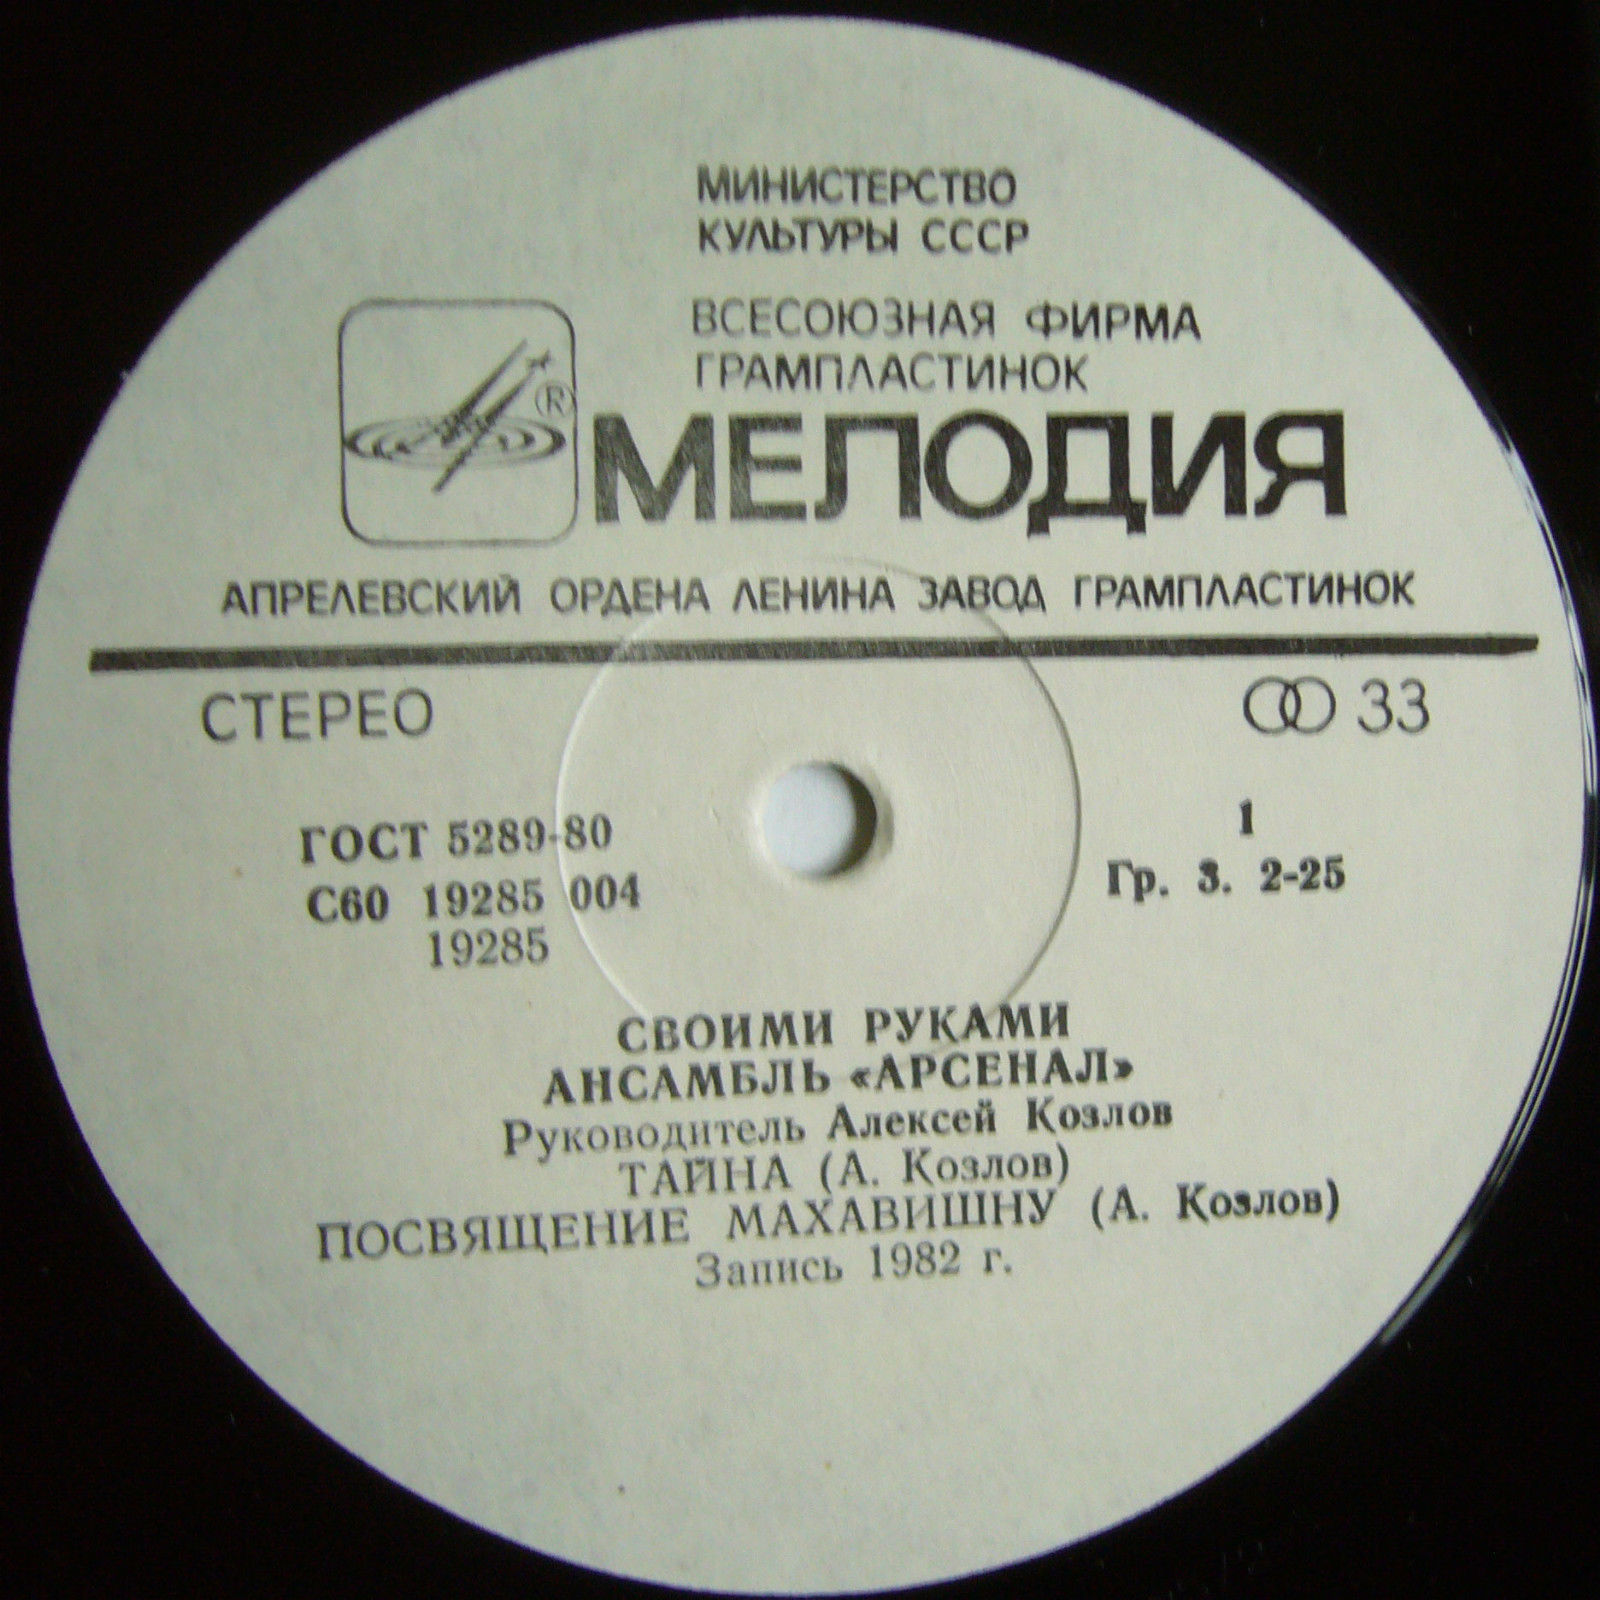 МИНИСТЕРСТВО
КУЛЬТУРЫ СССР
ВСЕСОЮЗНАЯ ФИРМА
ГРАМПЛАСТИНОК
®
МЕЛОДИЯ
АПРЕЛЕВСКИЙ ОРДЕНА ЛЕНИНА ЗАВОД ГРАМПЛАСТИНОК
СТЕРЕО
33
ГОСТ 5289-80
1
С60 19285 004
Гр. 3. 2-25
19285
СВОИМИ РУКАМИ
АНСАМБЛЬ «АРСЕНАЛ»
Руководитель Алексей Козлов
ТАЙНА (А. Козлов)
ПОСВЯЩЕНИЕ МАХАВИШНУ (А. Козлов)
Запись 1982 г.